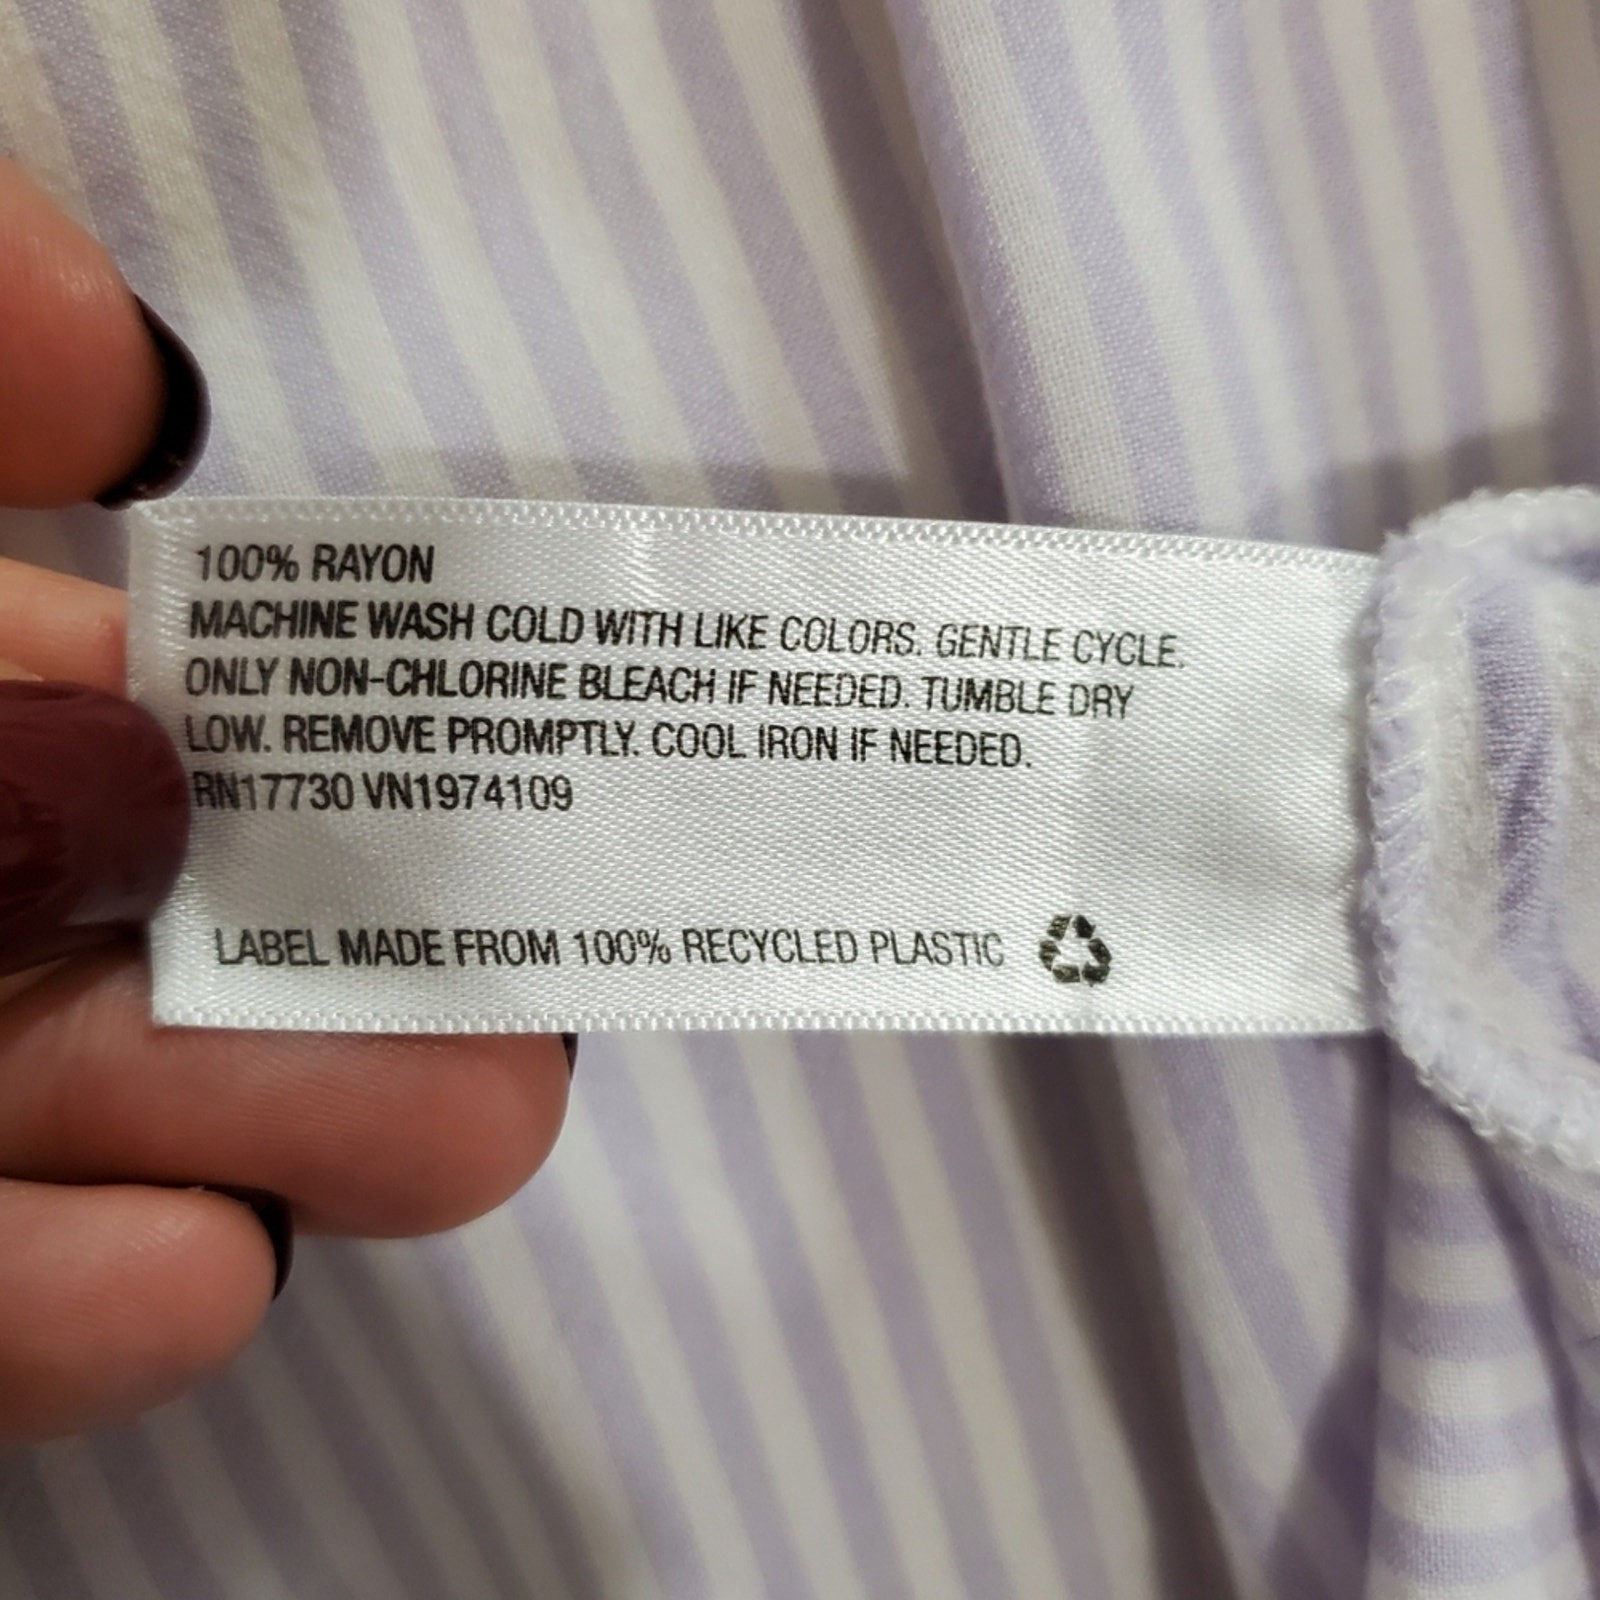 100% RAYON
MACHINE WASH COLD WITH LIKE COLORS. GENTLE CYCLE.
ONLY NON-CHLORINE BLEACH IF NEEDED. TUMBLE DRY
LOW. REMOVE PROMPTLY. COOL IRON IF NEEDED.
RN17730 VN1974109
LABEL MADE FROM 100% RECYCLED PLASTIC